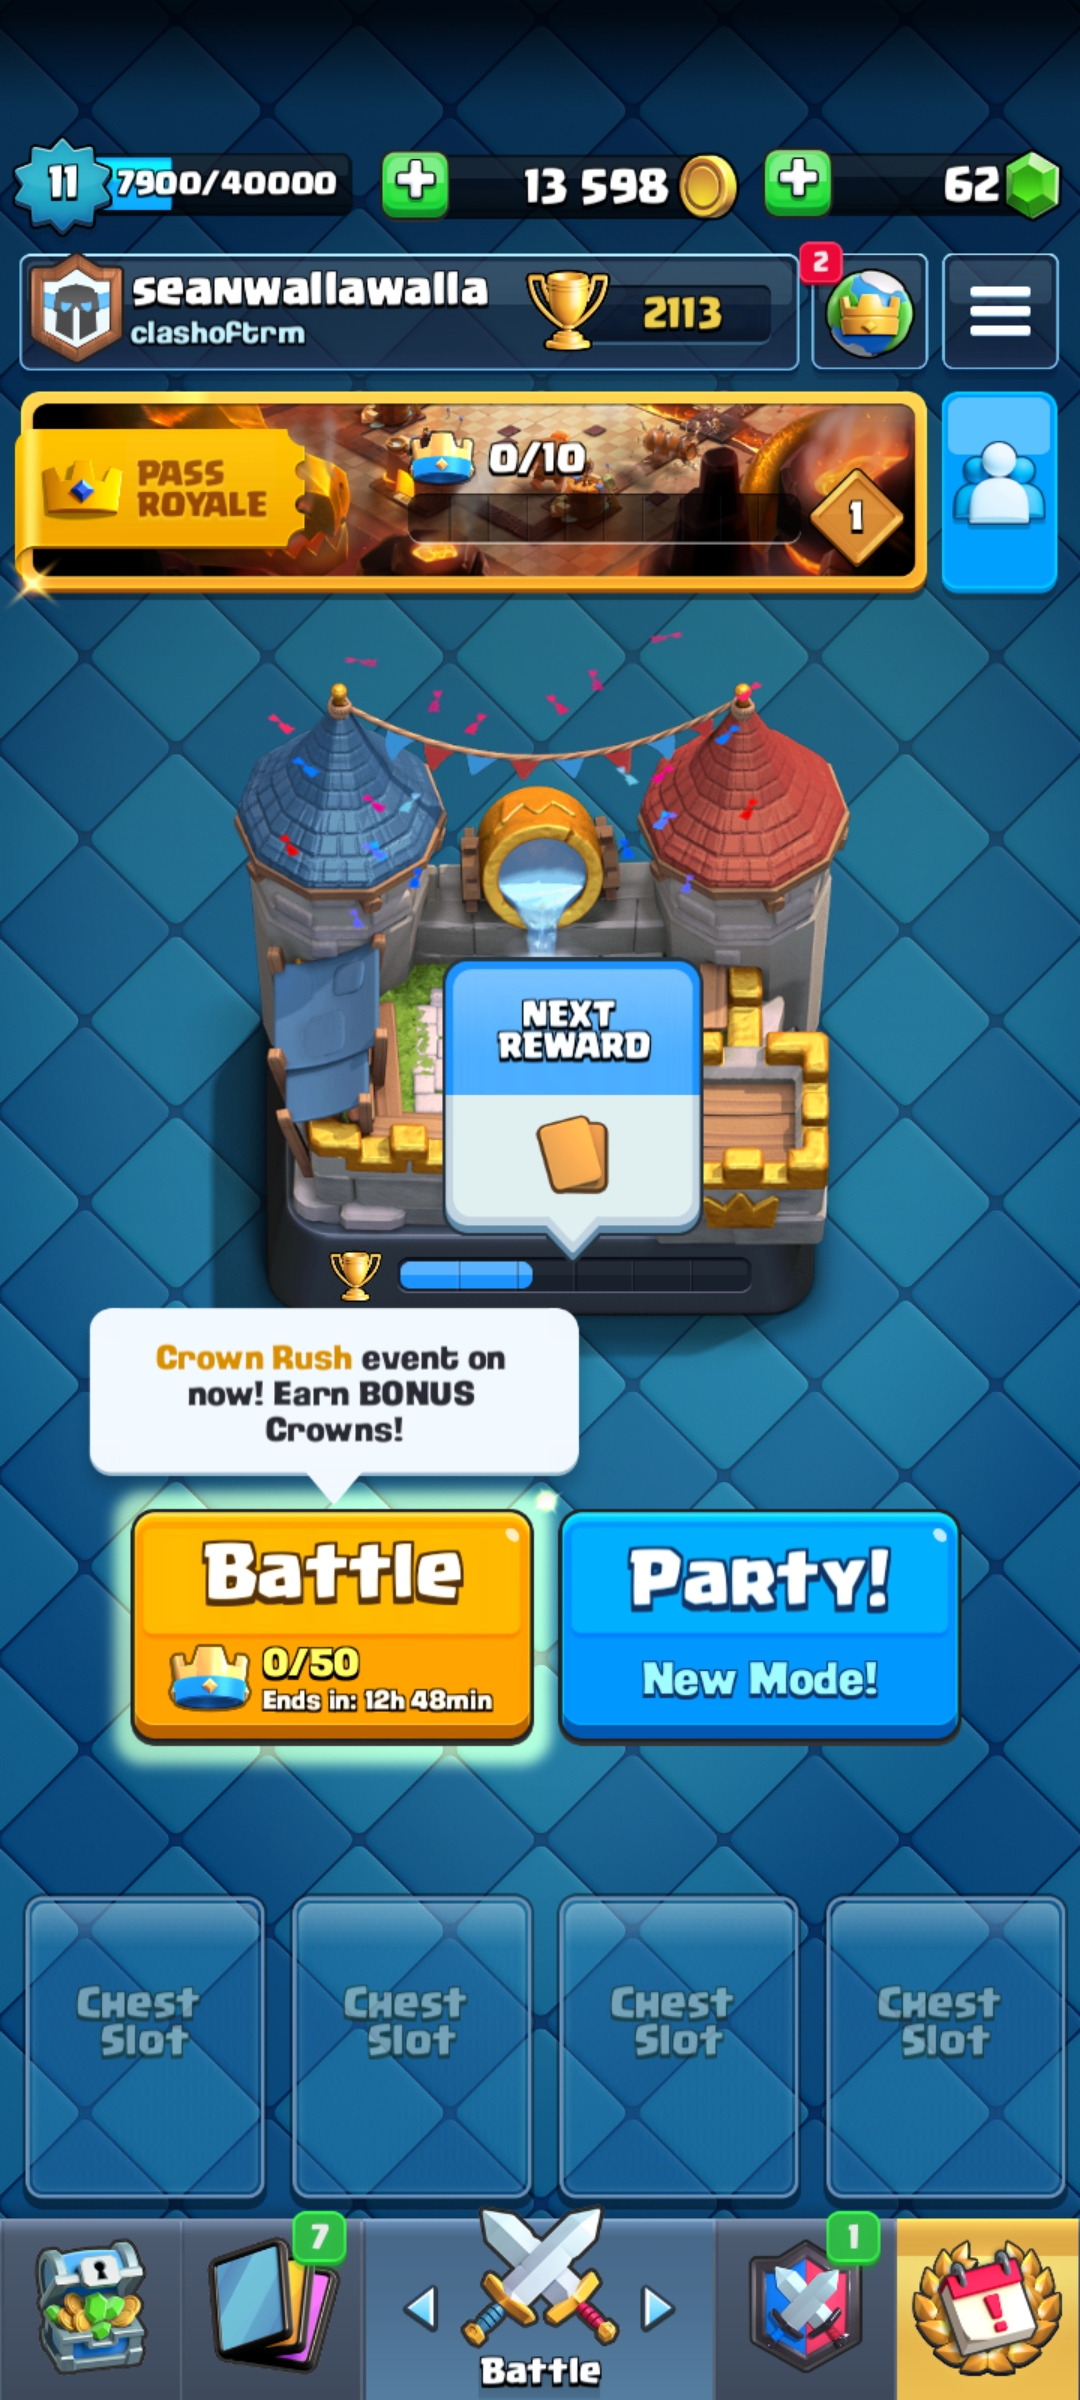 11
7900/40000
13 598
62
seanwallawalla
2113
2
clashoftrm
PASS
ROYALE
0/10
1
NEXT
REWARD
Crown Rush event on
now! Earn BONUS
Crowns!
Battle
0/50
Ends in: 12h 48min
Party!
New Mode!
Chest
Slot
Chest
Slot
Chest
Slot
Chest
Slot
7
Battle
1
!